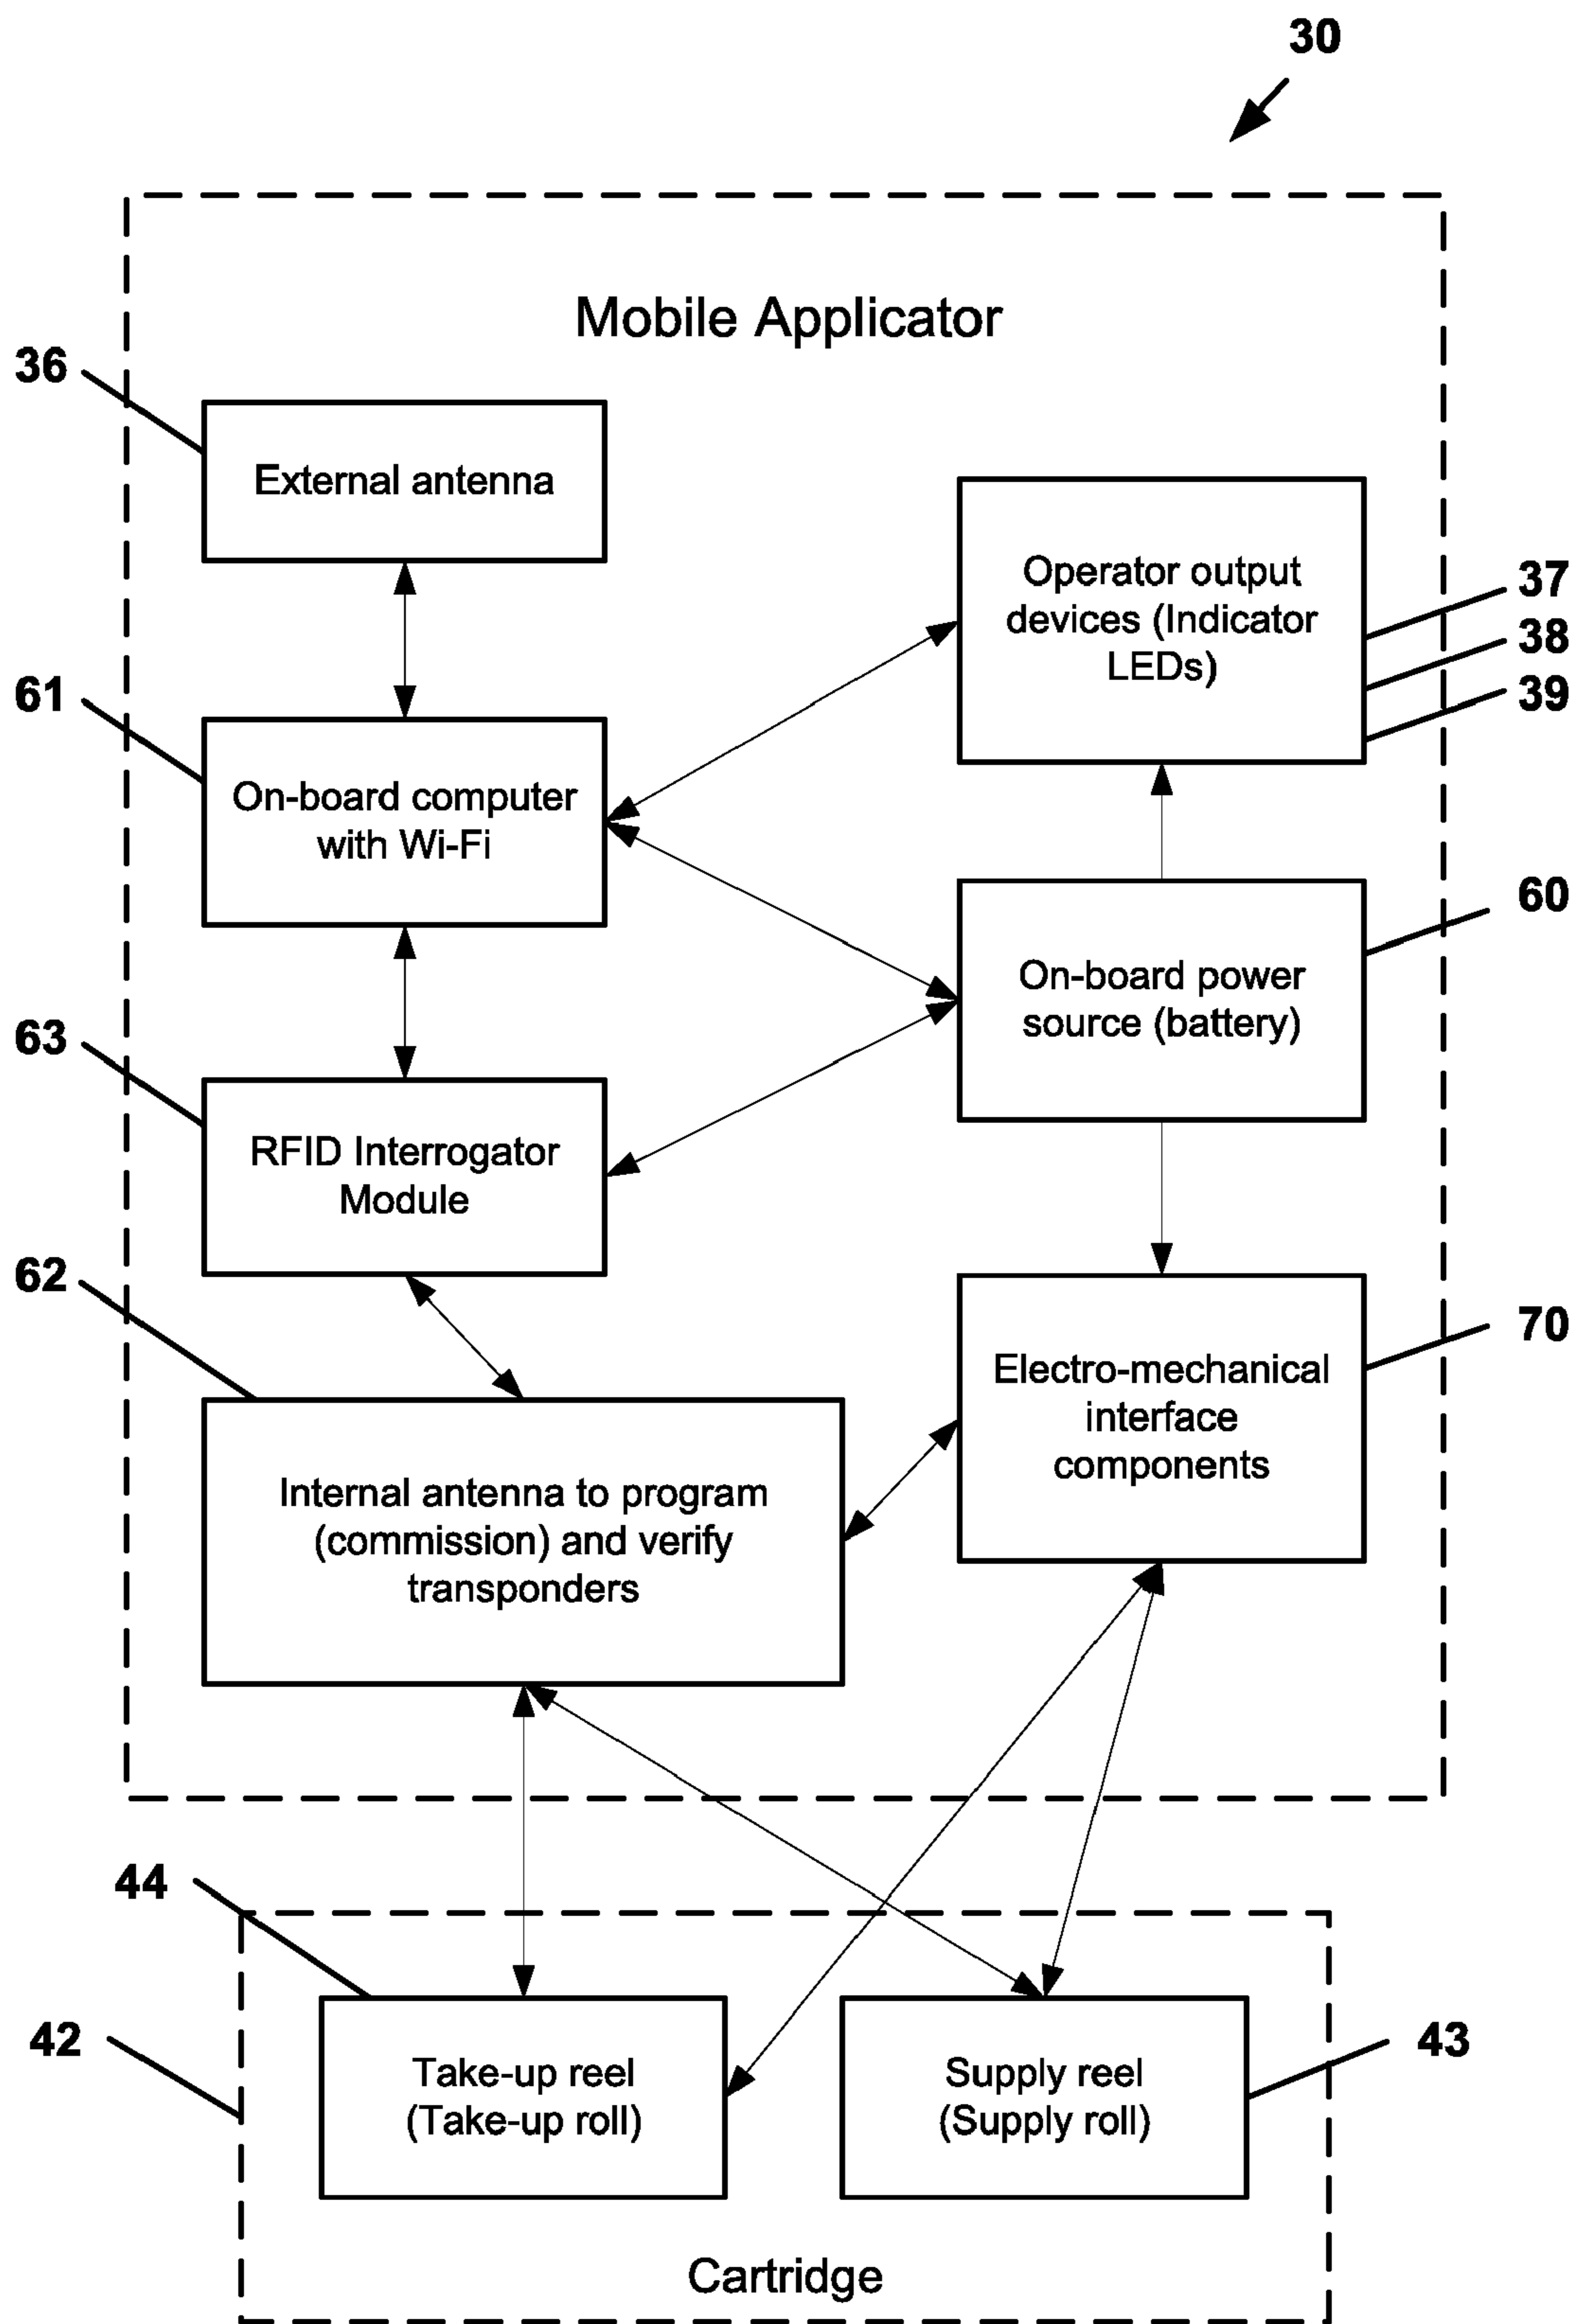 30
Mobile Applicator
36
External antenna
Operator output
devices (Indicator
LEDs)
37
38
39
61
On-board computer
with Wi-Fi
60
On-board power
source (battery)
63
RFID Interrogator
Module
62
70
Electro-mechanical
interface
components
Internal antenna to program
(commission) and verify
transponders
44
42
43
Take-up reel
(Take-up roll)
Supply reel
(Supply roll)
Cartridge